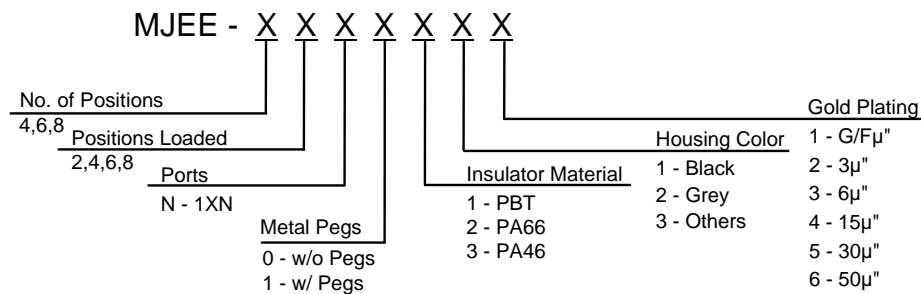 MJEE - X X X X X X X
No. of Positions
4,6,8
Positions Loaded
2,4,6,8
Ports
N - 1XN
Metal Pegs
0 - w/o Pegs
1 - w/ Pegs
Insulator Material
1 - PBT
2 - PA66
3 - PA46
Housing Color
1 - Black
2 - Grey
3 - Others
Gold Plating
1 - G/Fµ"
2 - 3µ"
3 - 6µ"
4 - 15µ"
5 - 30µ"
6 - 50µ"